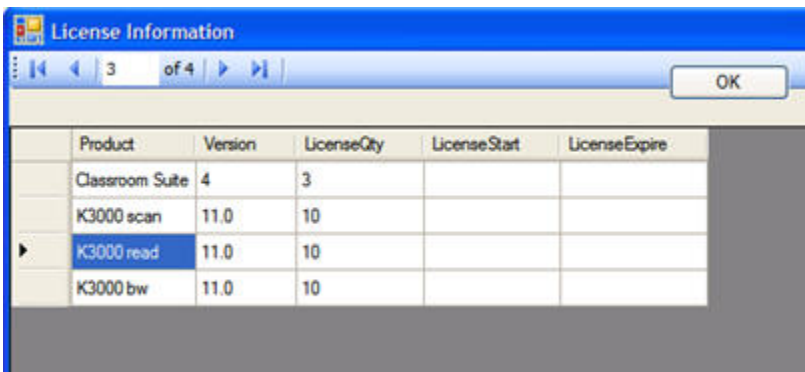 License Information
3 of 4
OK
Product Version LicenseQty LicenseStart LicenseExpire
Classroom Suite 4 3
K3000 scan 11.0 10
K3000 read 11.0 10
K3000 bw 11.0 10